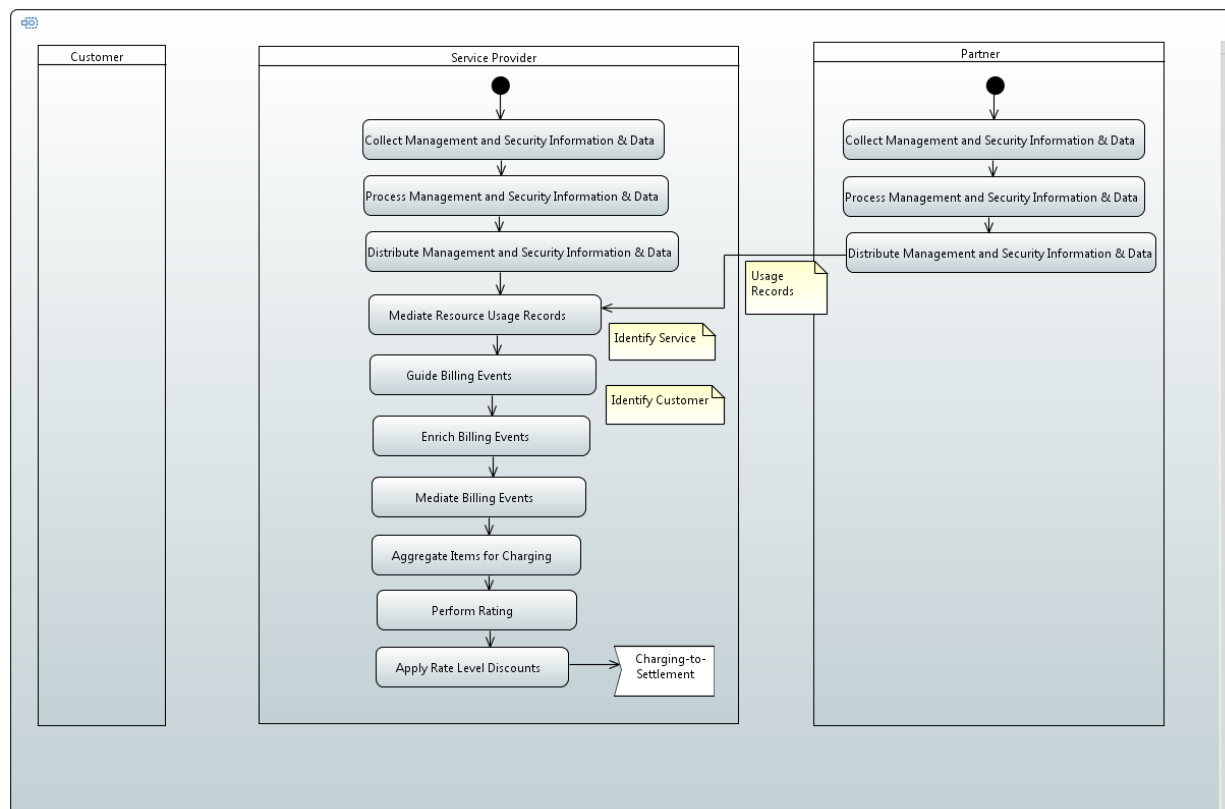 Customer
Service Provider
Partner
Collect Management and Security Information & Data
Process Management and Security Information & Data
Distribute Management and Security Information & Data
Mediate Resource Usage Records
Identify Service
Guide Billing Events
Identify Customer
Enrich Billing Events
Mediate Billing Events
Aggregate Items for Charging
Perform Rating
Apply Rate Level Discounts
Charging-to-
Settlement
Collect Management and Security Information & Data
Process Management and Security Information & Data
Distribute Management and Security Information & Data
Usage
Records